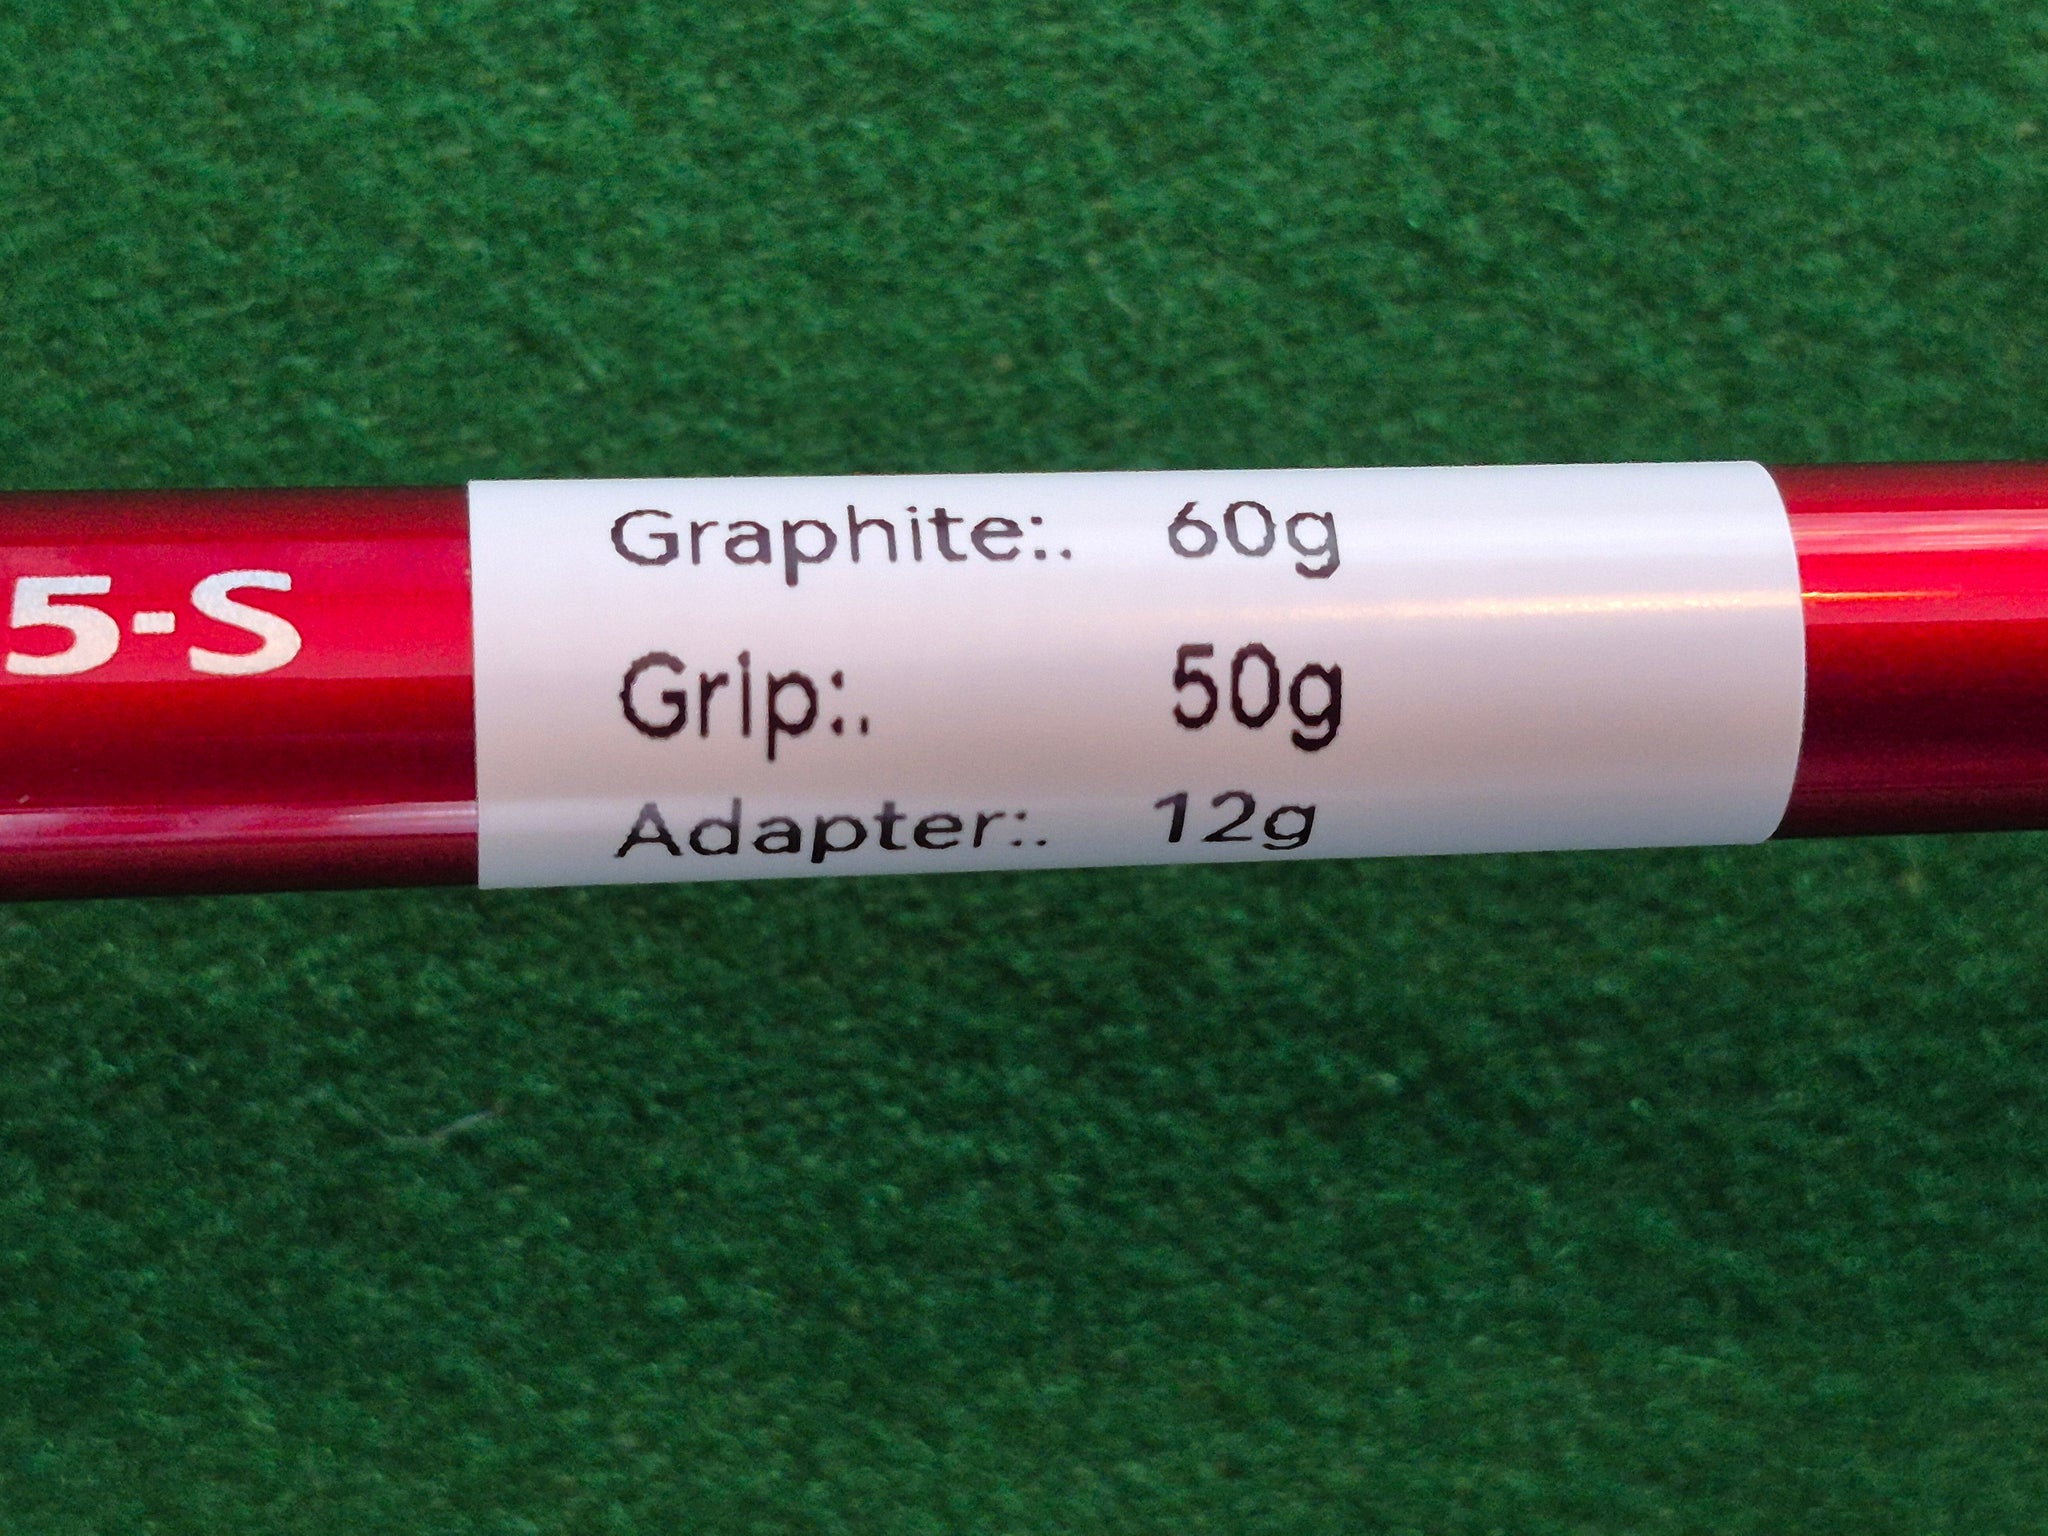 5-S
Graphite:. 60g
Grip:. 50g
Adapter:. 12g